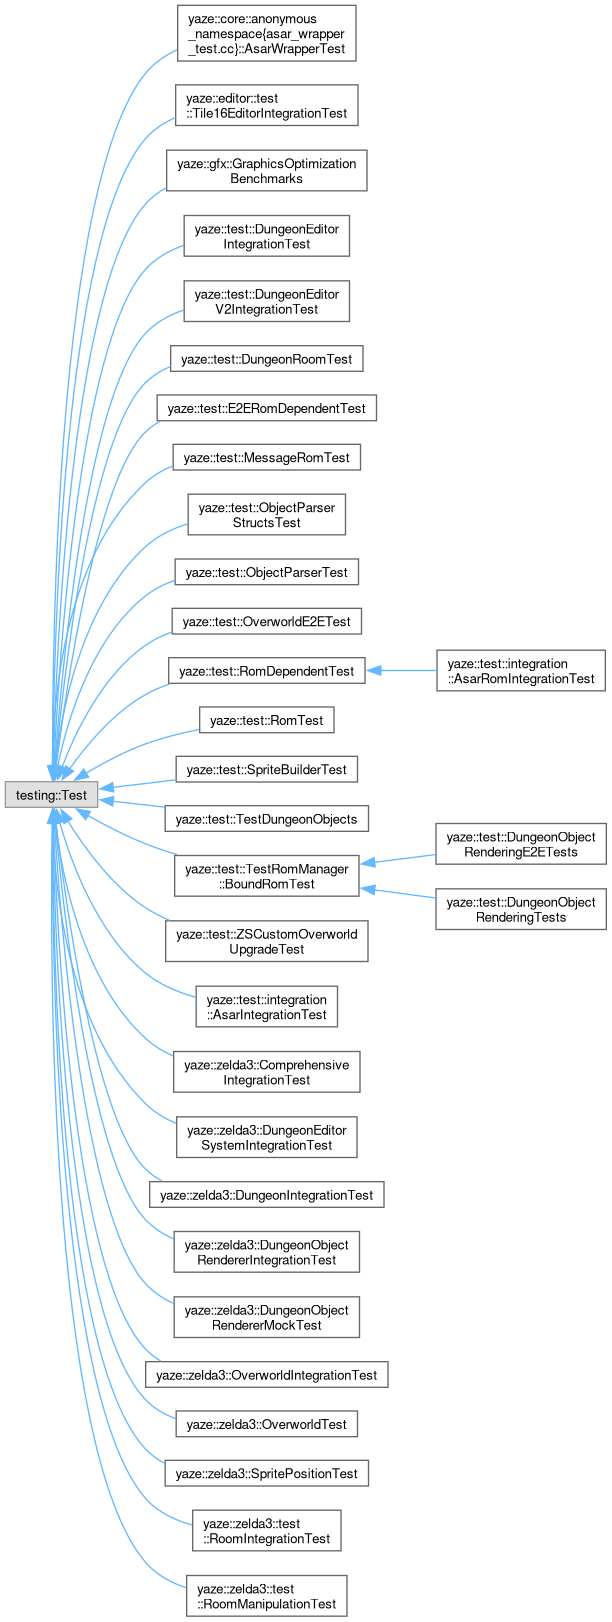 yaze::core::anonymous
_namespace{asar_wrapper
_test.cc}::AsarWrapperTest
yaze::editor::test
::Tile16EditorIntegrationTest
yaze::gfx::GraphicsOptimization
Benchmarks
yaze::test::DungeonEditor
IntegrationTest
yaze::test::DungeonEditor
V2IntegrationTest
yaze::test::DungeonRoomTest
yaze::test::E2ERomDependentTest
yaze::test::MessageRomTest
yaze::test::ObjectParser
StructsTest
yaze::test::ObjectParserTest
yaze::test::OverworldE2ETest
yaze::test::RomDependentTest
yaze::test::integration
::AsarRomIntegrationTest
yaze::test::RomTest
yaze::test::SpriteBuilderTest
testing::Test
yaze::test::TestDungeonObjects
yaze::test::TestRomManager
::BoundRomTest
yaze::test::DungeonObject
RenderingE2ETests
yaze::test::DungeonObject
RenderingTests
yaze::test::ZSCustomOverworld
UpgradeTest
yaze::test::integration
::AsarIntegrationTest
yaze::zelda3::Comprehensive
IntegrationTest
yaze::zelda3::DungeonEditor
SystemIntegrationTest
yaze::zelda3::DungeonIntegrationTest
yaze::zelda3::DungeonObject
RendererIntegrationTest
yaze::zelda3::DungeonObject
RendererMockTest
yaze::zelda3::OverworldIntegrationTest
yaze::zelda3::OverworldTest
yaze::zelda3::SpritePositionTest
yaze::zelda3::test
::RoomIntegrationTest
yaze::zelda3::test
::RoomManipulationTest